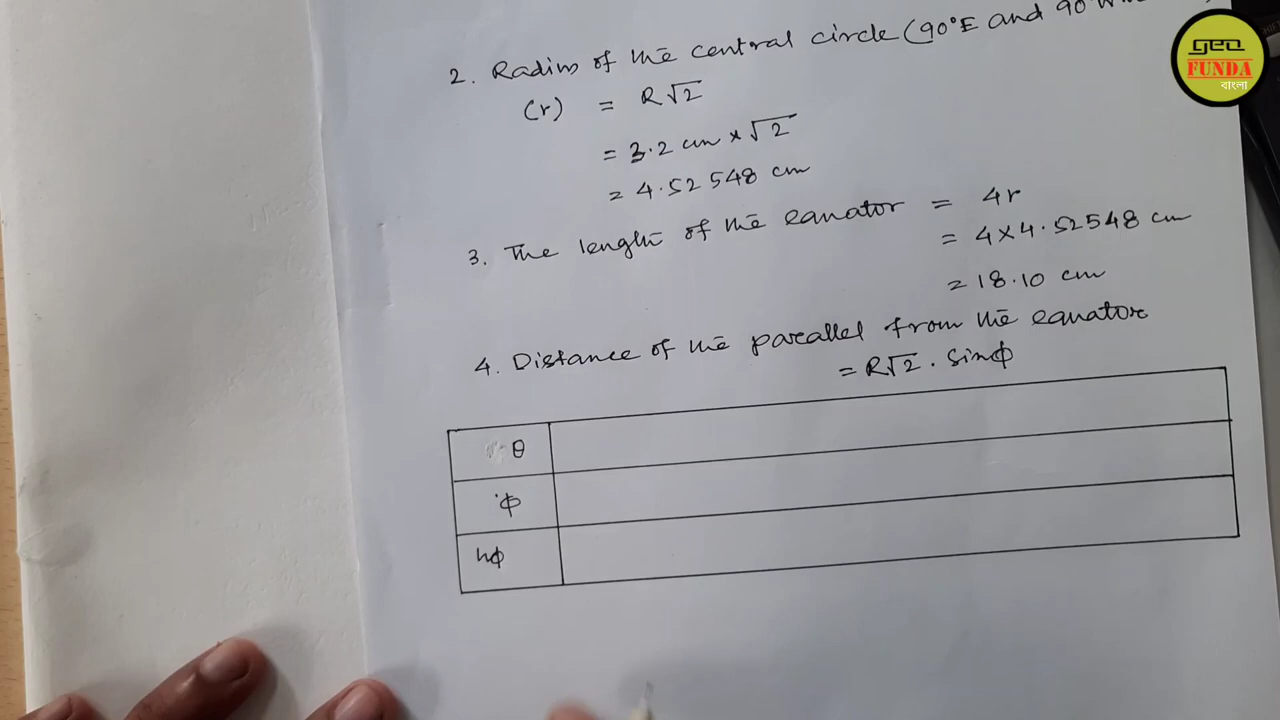 2. Radius of the central circle (90°E and 90°W
(r) = R√2
= 3.2 cm × √2
= 4.52548 cm
3. The length of the equator = 4r
= 4×4.52548 cm
= 18.10 cm
4. Distance of the parallel from the equator
= R√2 . Sinφ
θ
φ
hφ
geo
FUNDA
বাংলা